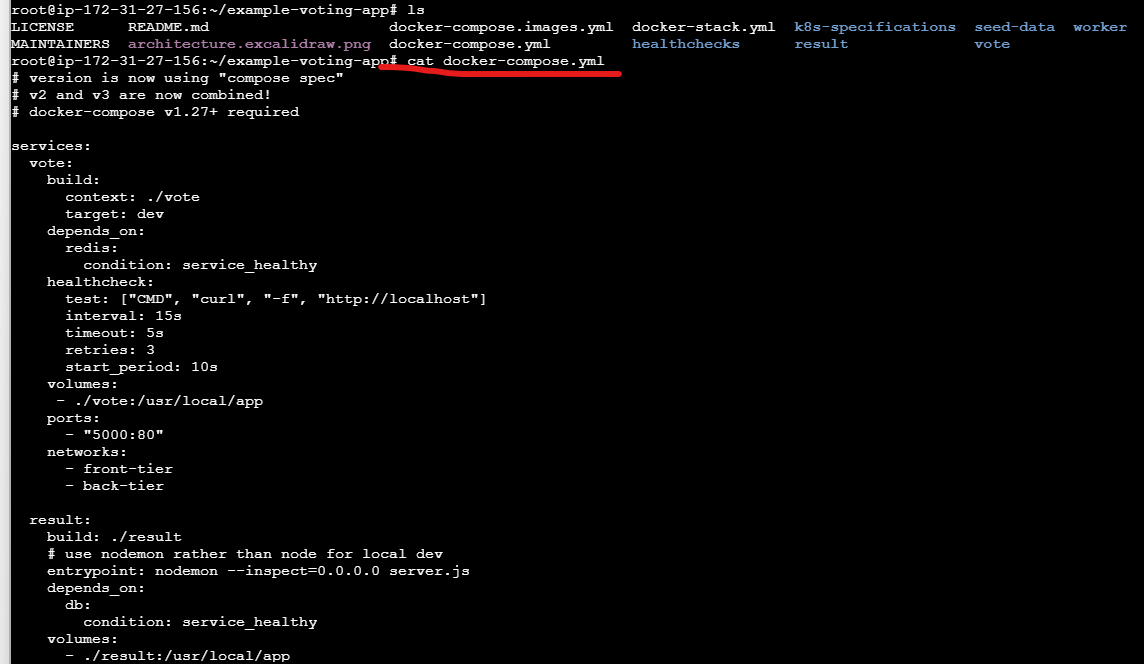 root@ip-172-31-27-156:~/example-voting-app# ls
LICENSE README.md docker-compose.images.yml docker-stack.yml k8s-specifications seed-data worker
MAINTAINERS architecture.excalidraw.png docker-compose.yml healthchecks result vote
root@ip-172-31-27-156:~/example-voting-app# cat docker-compose.yml
# version is now using "compose spec"
# v2 and v3 are now combined!
# docker-compose v1.27+ required

services:
  vote:
    build:
      context: ./vote
      target: dev
    depends_on:
      redis:
        condition: service_healthy
    healthcheck:
      test: ["CMD", "curl", "-f", "http://localhost"]
      interval: 15s
      timeout: 5s
      retries: 3
      start_period: 10s
    volumes:
     - ./vote:/usr/local/app
    ports:
      - "5000:80"
    networks:
      - front-tier
      - back-tier

  result:
    build: ./result
    # use nodemon rather than node for local dev
    entrypoint: nodemon --inspect=0.0.0.0 server.js
    depends_on:
      db:
        condition: service_healthy
    volumes:
      - ./result:/usr/local/app